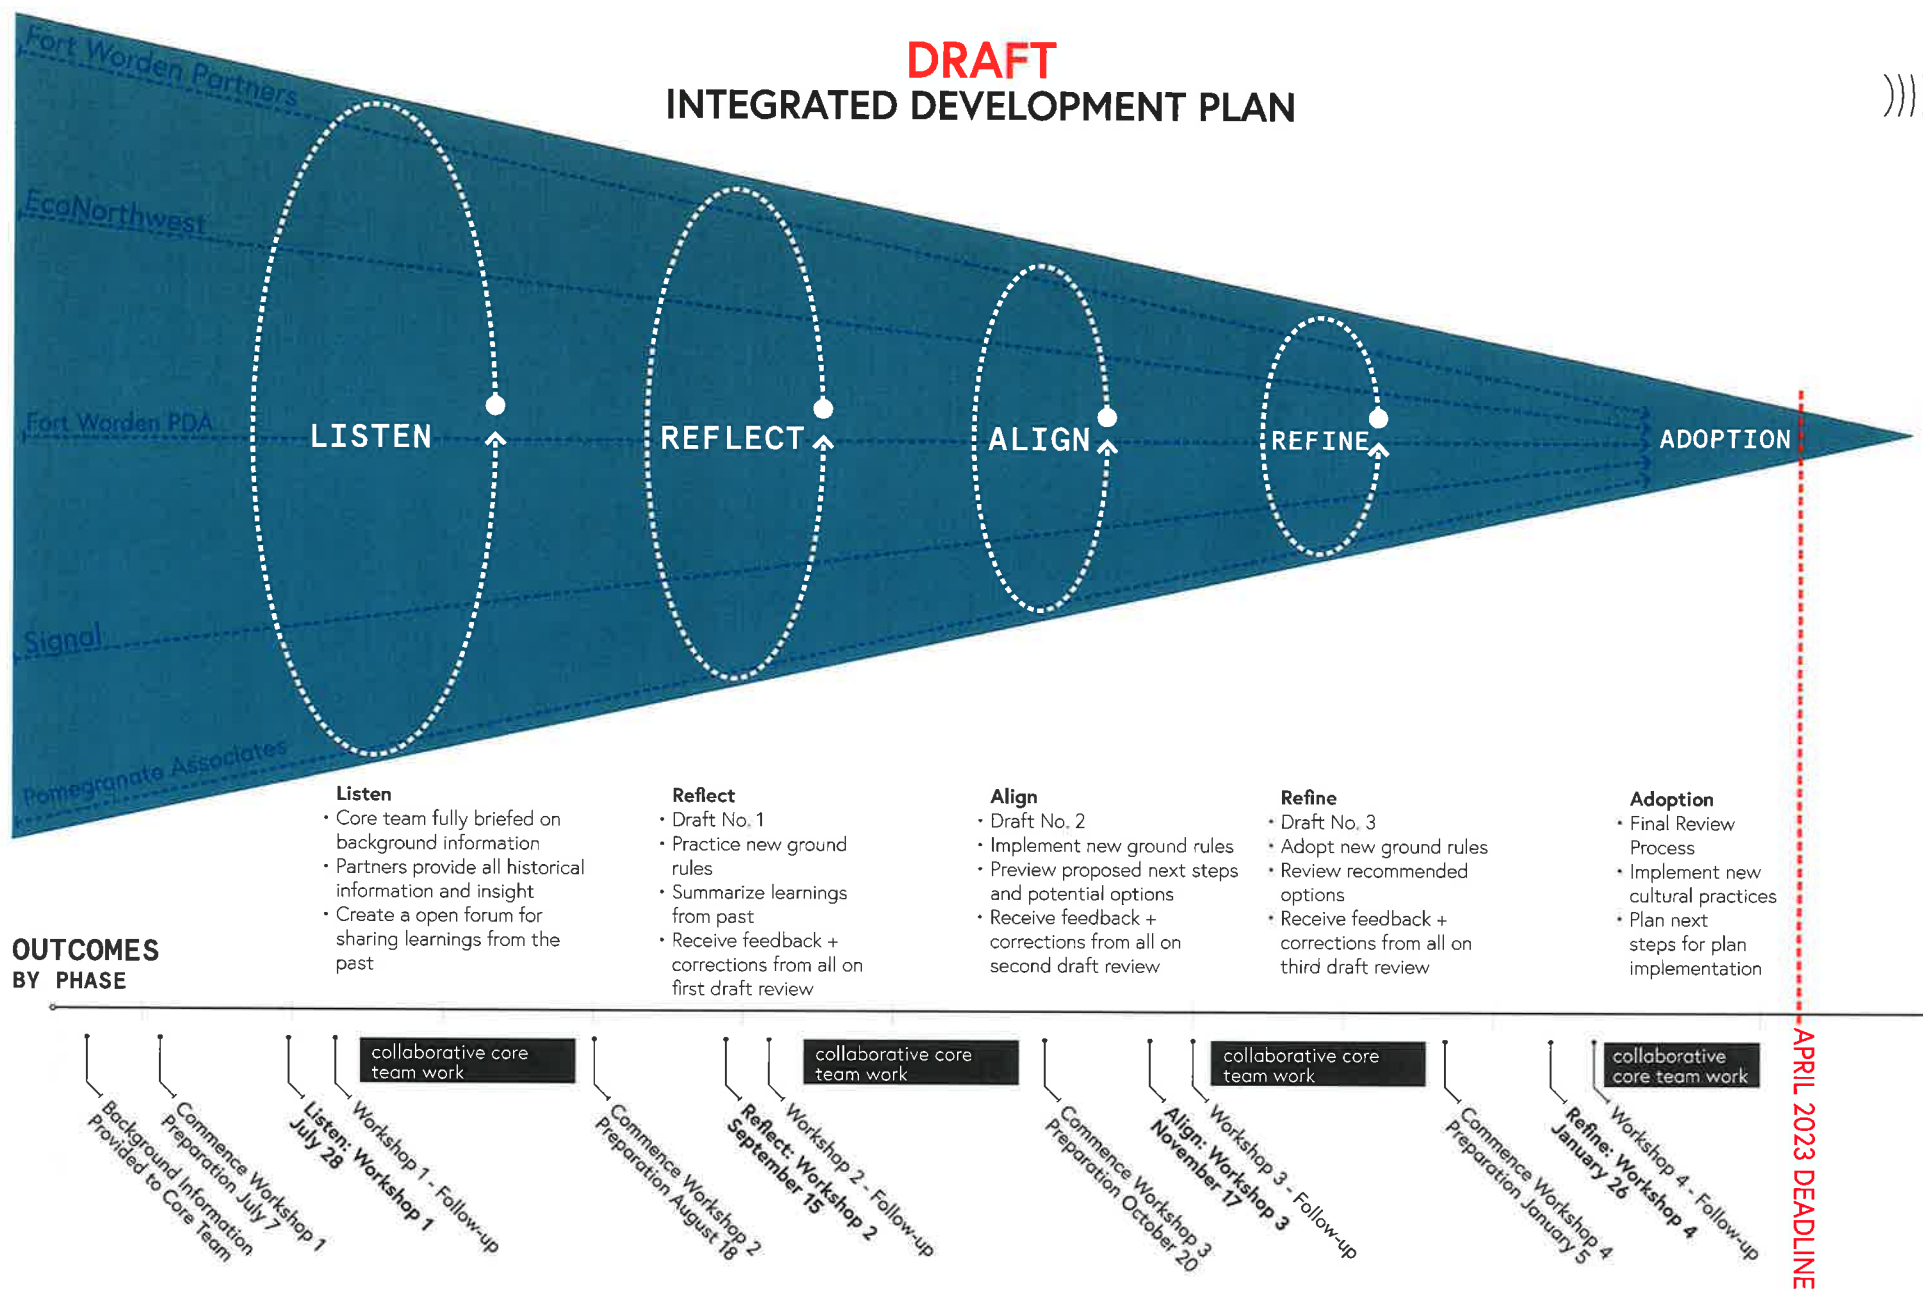 DRAFT
INTEGRATED DEVELOPMENT PLAN
Fort Worden Partners
EcoNorthwest
Fort Worden PDA
Signal
Pomegranate Associates
LISTEN
REFLECT
ALIGN
REFINE
ADOPTION
Listen
• Core team fully briefed on
background information
• Partners provide all historical
information and insight
• Create a open forum for
sharing learnings from the
past
Reflect
• Draft No. 1
• Practice new ground
rules
• Summarize learnings
from past
• Receive feedback +
corrections from all on
first draft review
Align
• Draft No. 2
• Implement new ground rules
• Preview proposed next steps
and potential options
• Receive feedback +
corrections from all on
second draft review
Refine
• Draft No. 3
• Adopt new ground rules
• Review recommended
options
• Receive feedback +
corrections from all on
third draft review
Adoption
• Final Review
Process
• Implement new
cultural practices
• Plan next
steps for plan
implementation
OUTCOMES
BY PHASE
Background Information
Provided to Core Team
Commence Workshop 1
Preparation July 7
Listen: Workshop 1
July 28
Workshop 1 - Follow-up
collaborative core
team work
Commence Workshop 2
Preparation August 18
Reflect: Workshop 2
September 15
Workshop 2 - Follow-up
collaborative core
team work
Commence Workshop 3
Preparation October 20
Align: Workshop 3
November 17
Workshop 3 - Follow-up
collaborative core
team work
Commence Workshop 4
Preparation January 5
Refine: Workshop 4
January 26
Workshop 4 - Follow-up
collaborative
core team work
APRIL 2023 DEADLINE